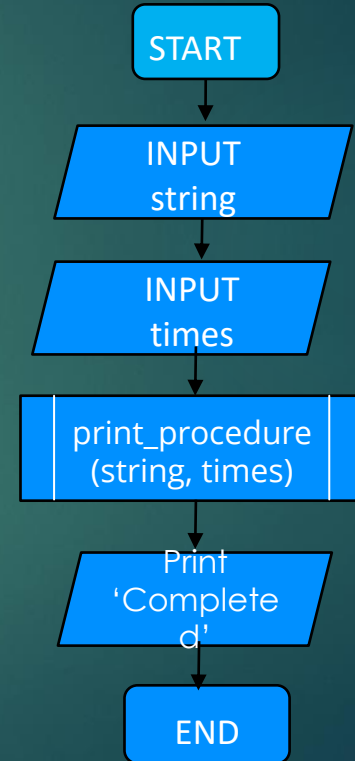 START
INPUT
string
INPUT
times
print_procedure
(string, times)
Print
‘Complete
d’
END